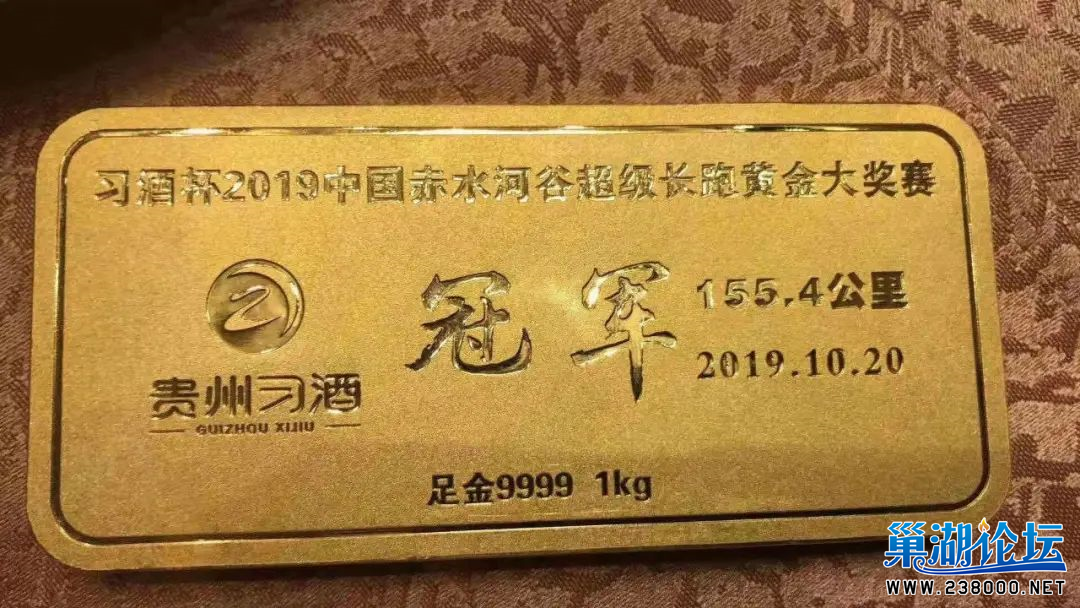 习酒杯2019中国赤水河谷超级长跑黄金大奖赛
冠军
155.4公里
2019.10.20
贵州习酒
GUIZHOU XIJIU
足金9999 1kg
巢湖论坛
WWW.238000.NET